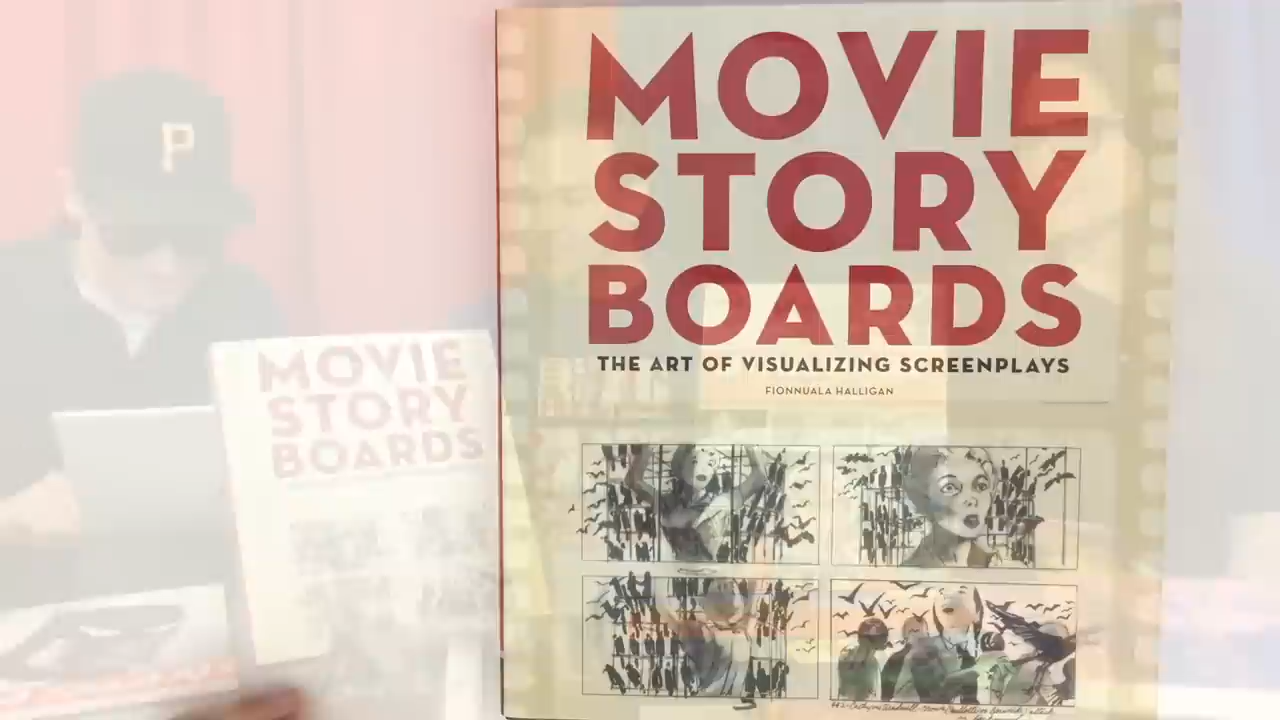 P
MOVIE
STORY
BOARDS
MOVIE
STORY
BOARDS
THE ART OF VISUALIZING SCREENPLAYS
FIONNUALA HALLIGAN